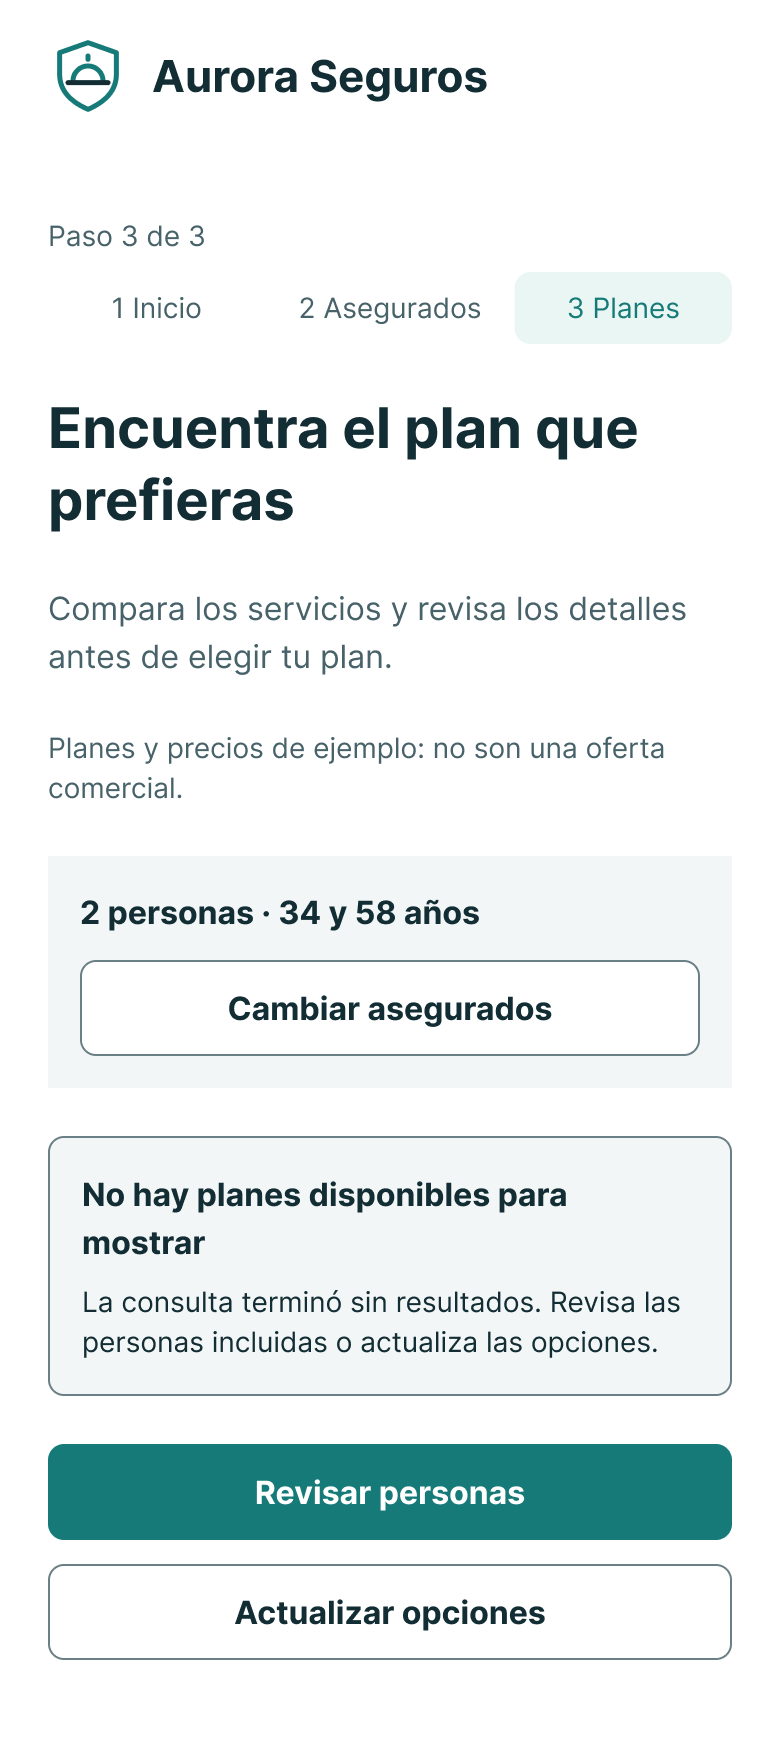 Aurora Seguros
Paso 3 de 3
1 Inicio
2 Asegurados
3 Planes
Encuentra el plan que
prefieras
Compara los servicios y revisa los detalles
antes de elegir tu plan.
Planes y precios de ejemplo: no son una oferta
comercial.
2 personas · 34 y 58 años
Cambiar asegurados
No hay planes disponibles para
mostrar
La consulta terminó sin resultados. Revisa las
personas incluidas o actualiza las opciones.
Revisar personas
Actualizar opciones